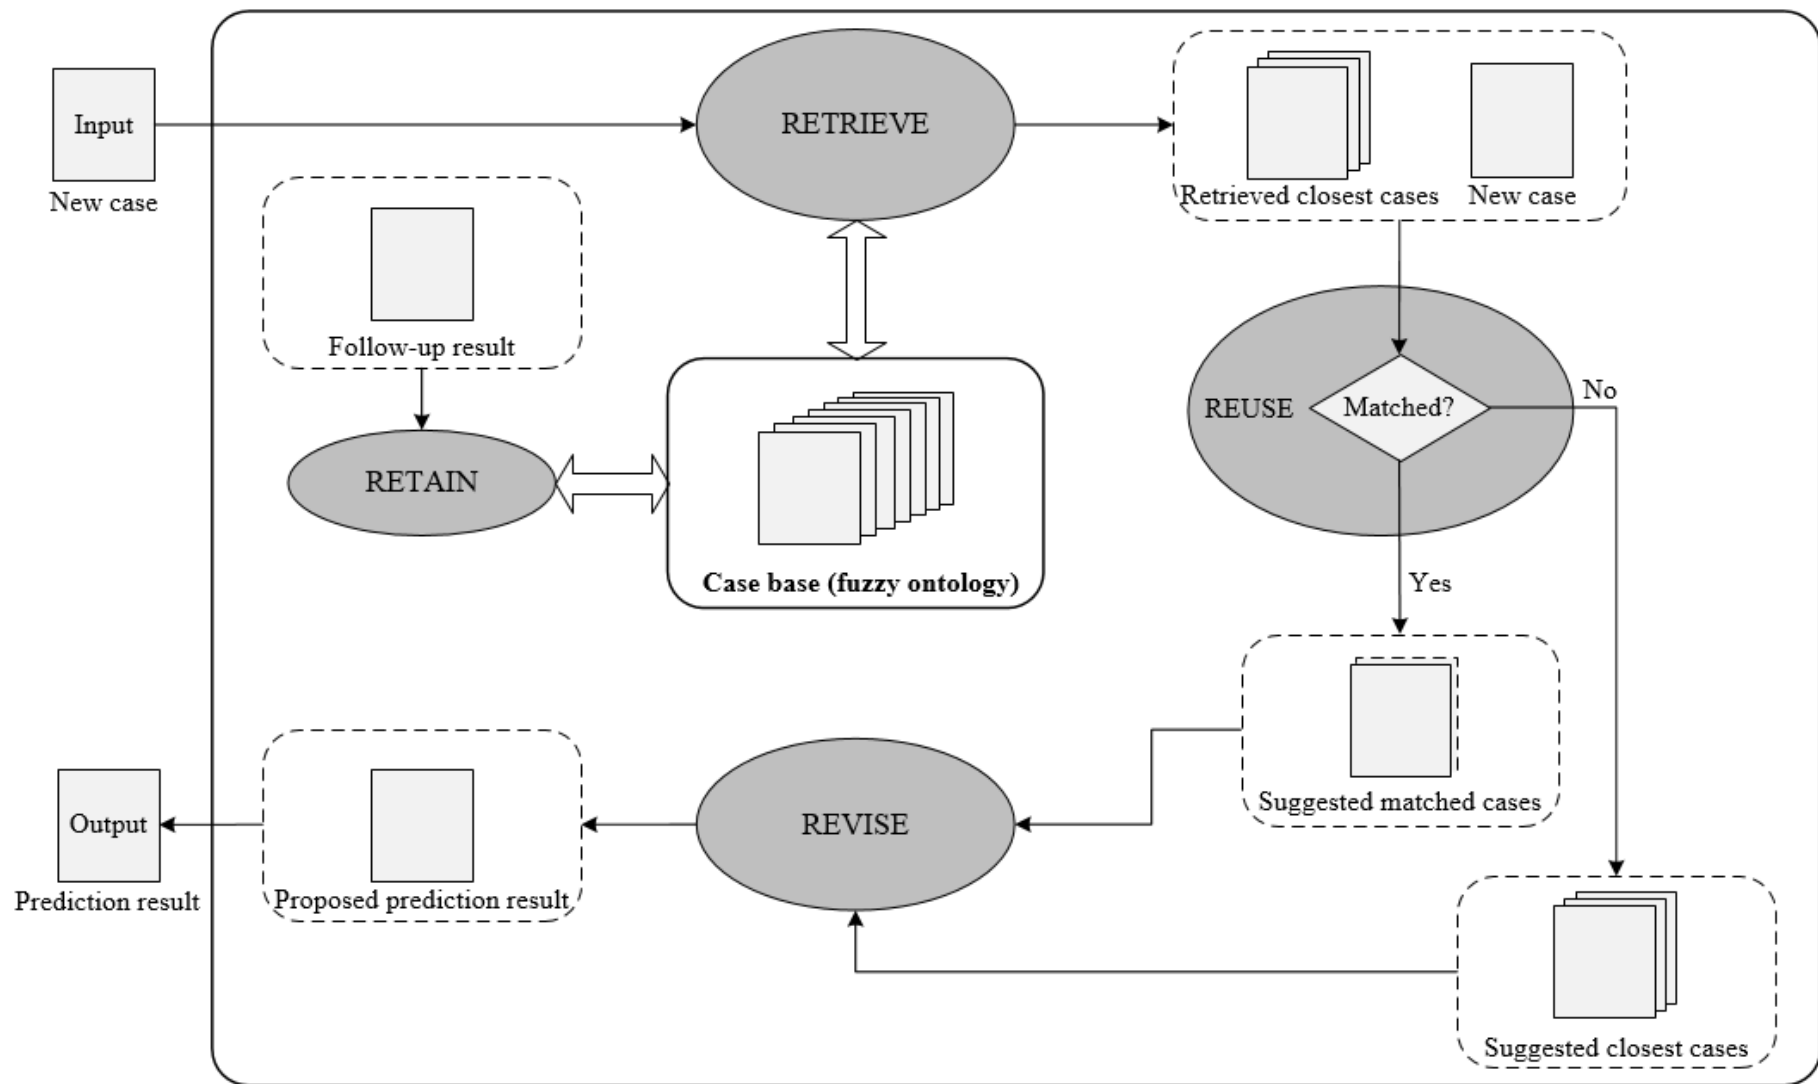 Input
New case
RETRIEVE
Retrieved closest cases
New case
Follow-up result
RETAIN
Case base (fuzzy ontology)
REUSE
Matched?
No
Yes
Suggested matched cases
REVISE
Proposed prediction result
Output
Prediction result
Suggested closest cases